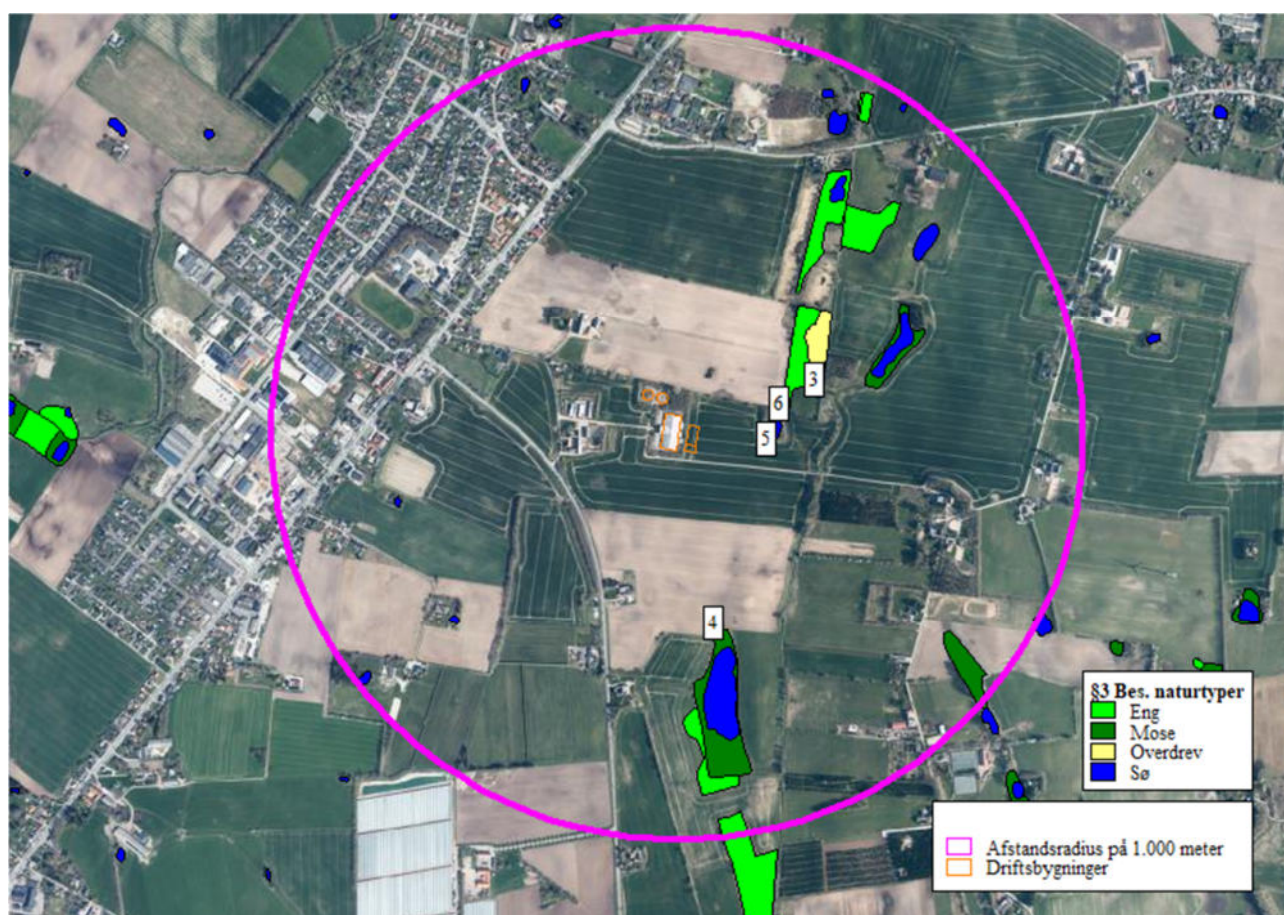 3
6
5
4
§3 Bes. naturtyper
Eng
Mose
Overdrev
Sø
Afstandsradius på 1.000 meter
Driftsbygninger